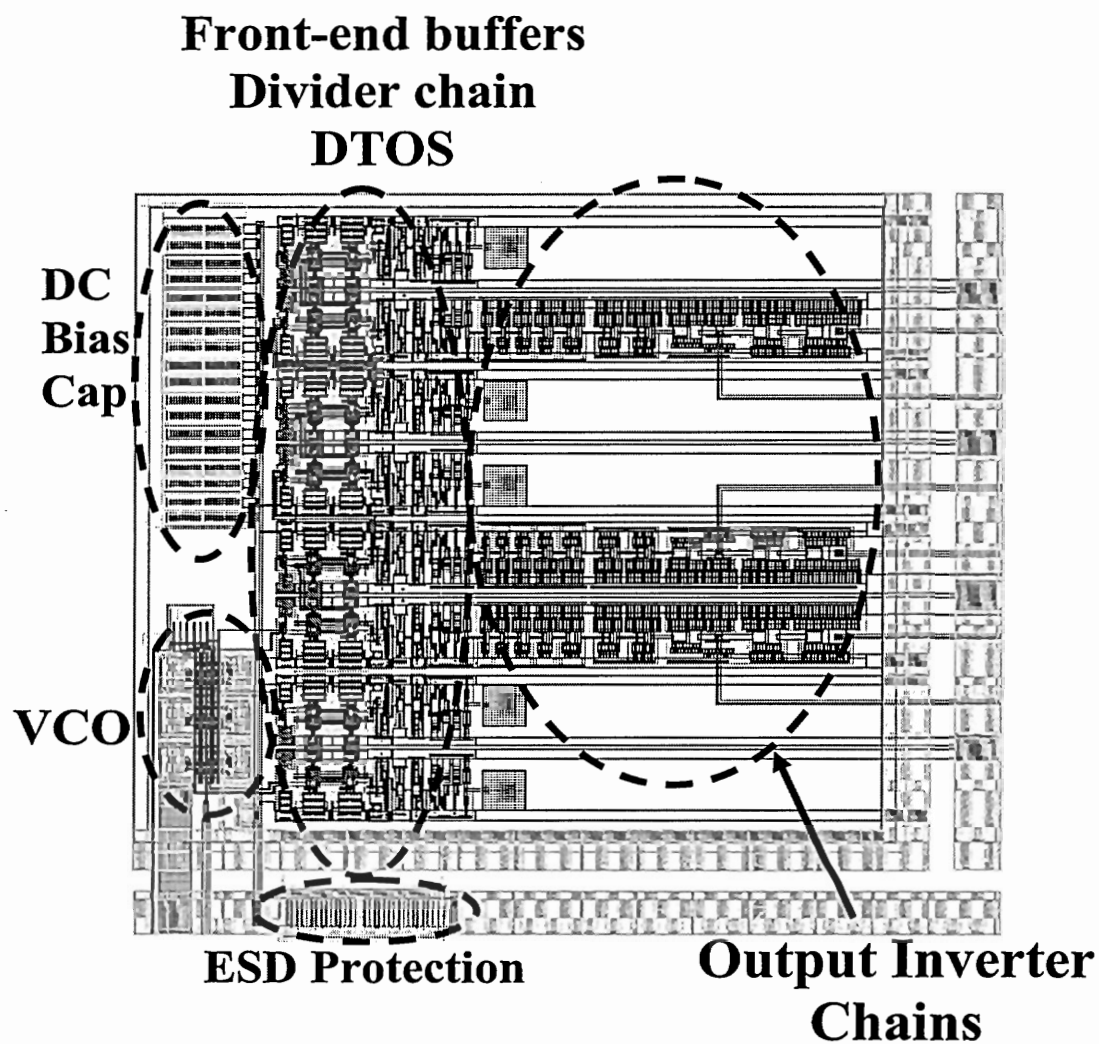 Front-end buffers
Divider chain
DTOS
DC
Bias
Cap
VCO
ESD Protection
Output Inverter
Chains